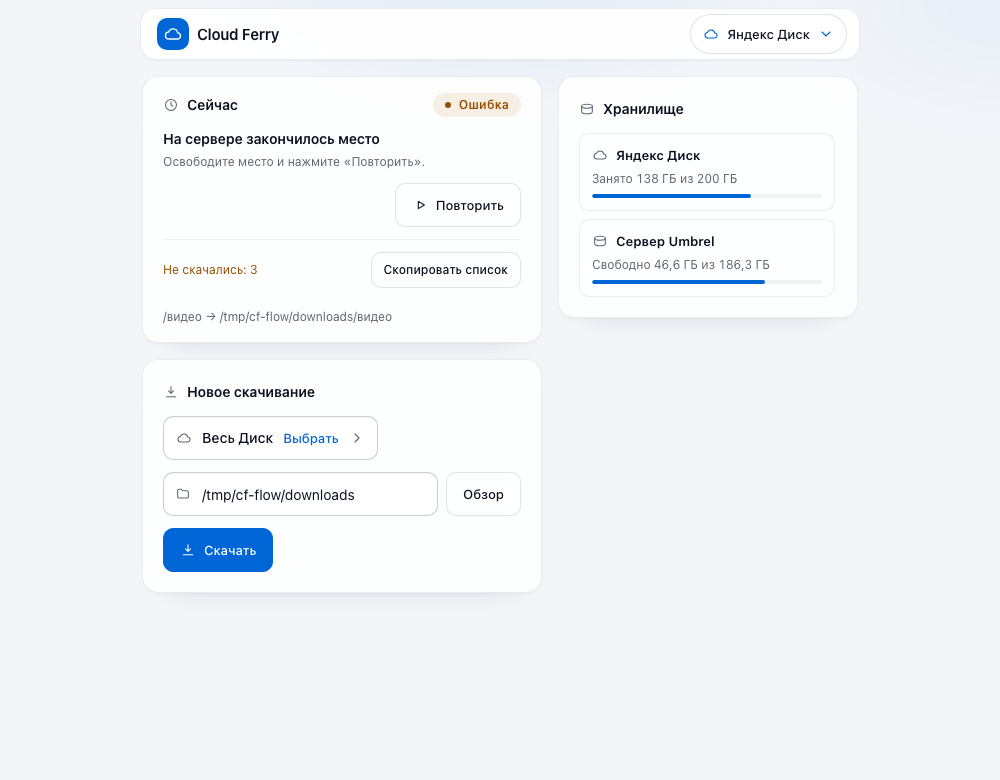 Cloud Ferry
Яндекс Диск
Сейчас
Ошибка
На сервере закончилось место
Освободите место и нажмите «Повторить».
Повторить
Не скачались: 3
Скопировать список
/видео → /tmp/cf-flow/downloads/видео
Хранилище
Яндекс Диск
Занято 138 ГБ из 200 ГБ
Сервер Umbrel
Свободно 46,6 ГБ из 186,3 ГБ
Новое скачивание
Весь Диск Выбрать
/tmp/cf-flow/downloads
Обзор
Скачать